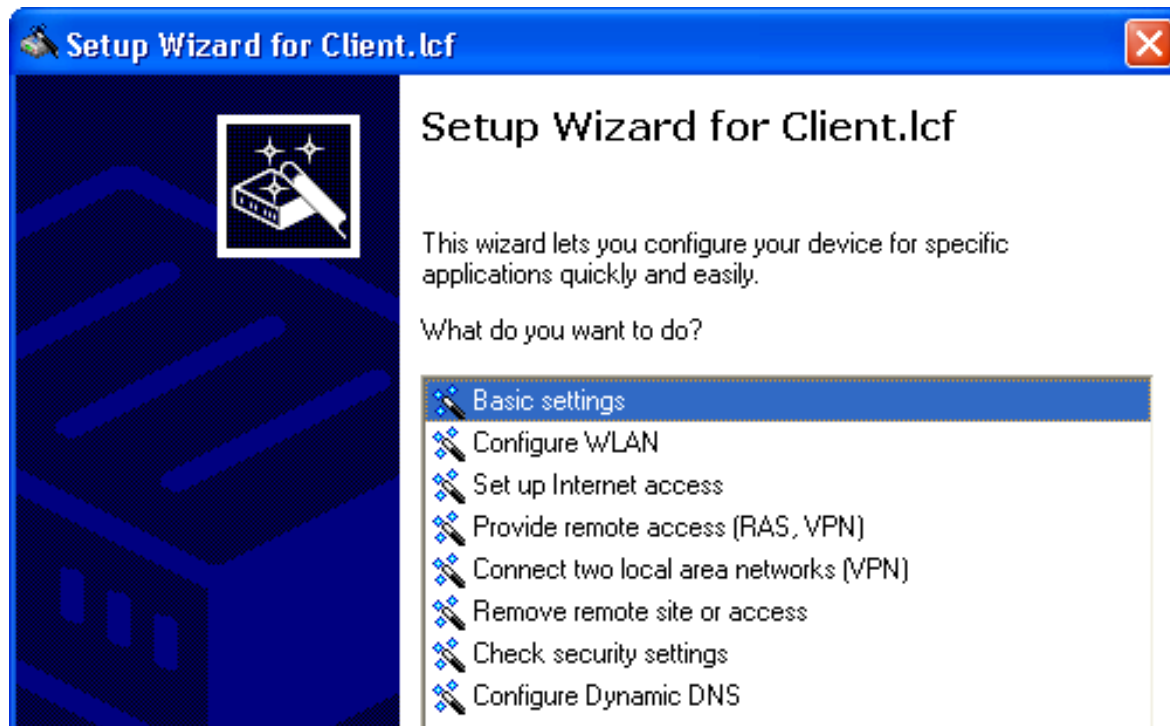 Setup Wizard for Client.lcf
Setup Wizard for Client.lcf
This wizard lets you configure your device for specific
applications quickly and easily.
What do you want to do?
Basic settings
Configure WLAN
Set up Internet access
Provide remote access (RAS, VPN)
Connect two local area networks (VPN)
Remove remote site or access
Check security settings
Configure Dynamic DNS